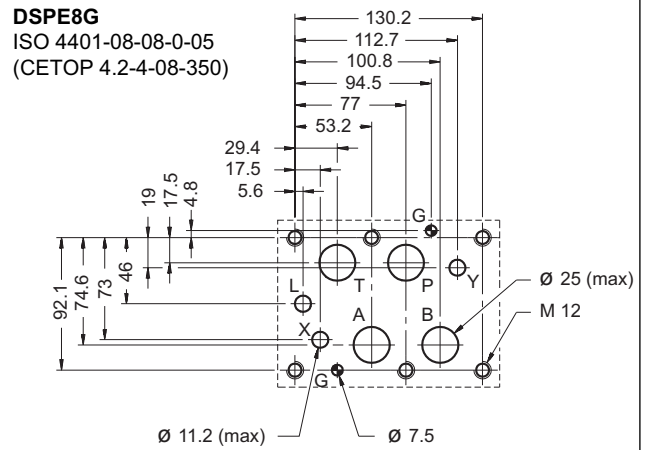 DSPE8G
ISO 4401-08-08-0-05
(CETOP 4.2-4-08-350)
130.2
112.7
100.8
94.5
77
53.2
29.4
17.5
5.6
19
17.5
4.8
92.1
74.6
73
46
G
L
T
P
Y
X
A
B
G
Ø 25 (max)
M 12
Ø 11.2 (max)
Ø 7.5